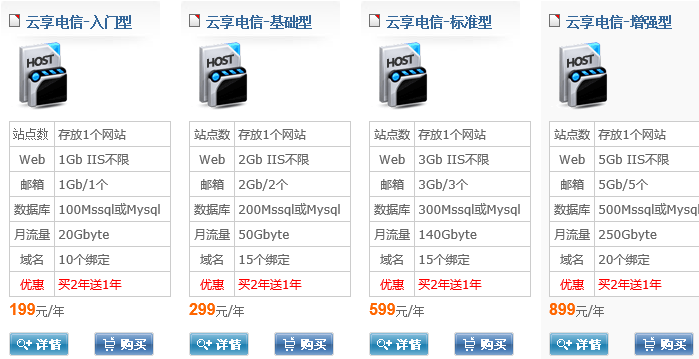 云享电信-入门型
HOST
站点数 存放1个网站
Web 1Gb IIS不限
邮箱 1Gb/1个
数据库 100Mssql或Mysql
月流量 20Gbyte
域名 10个绑定
优惠 买2年送1年
199元/年
详情 购买
云享电信-基础型
HOST
站点数 存放1个网站
Web 2Gb IIS不限
邮箱 2Gb/2个
数据库 200Mssql或Mysql
月流量 50Gbyte
域名 15个绑定
优惠 买2年送1年
299元/年
详情 购买
云享电信-标准型
HOST
站点数 存放1个网站
Web 3Gb IIS不限
邮箱 3Gb/3个
数据库 300Mssql或Mysql
月流量 140Gbyte
域名 15个绑定
优惠 买2年送1年
599元/年
详情 购买
云享电信-增强型
HOST
站点数 存放1个网站
Web 5Gb IIS不限
邮箱 5Gb/5个
数据库 500Mssql或Mys
月流量 250Gbyte
域名 20个绑定
优惠 买2年送1年
899元/年
详情 购买